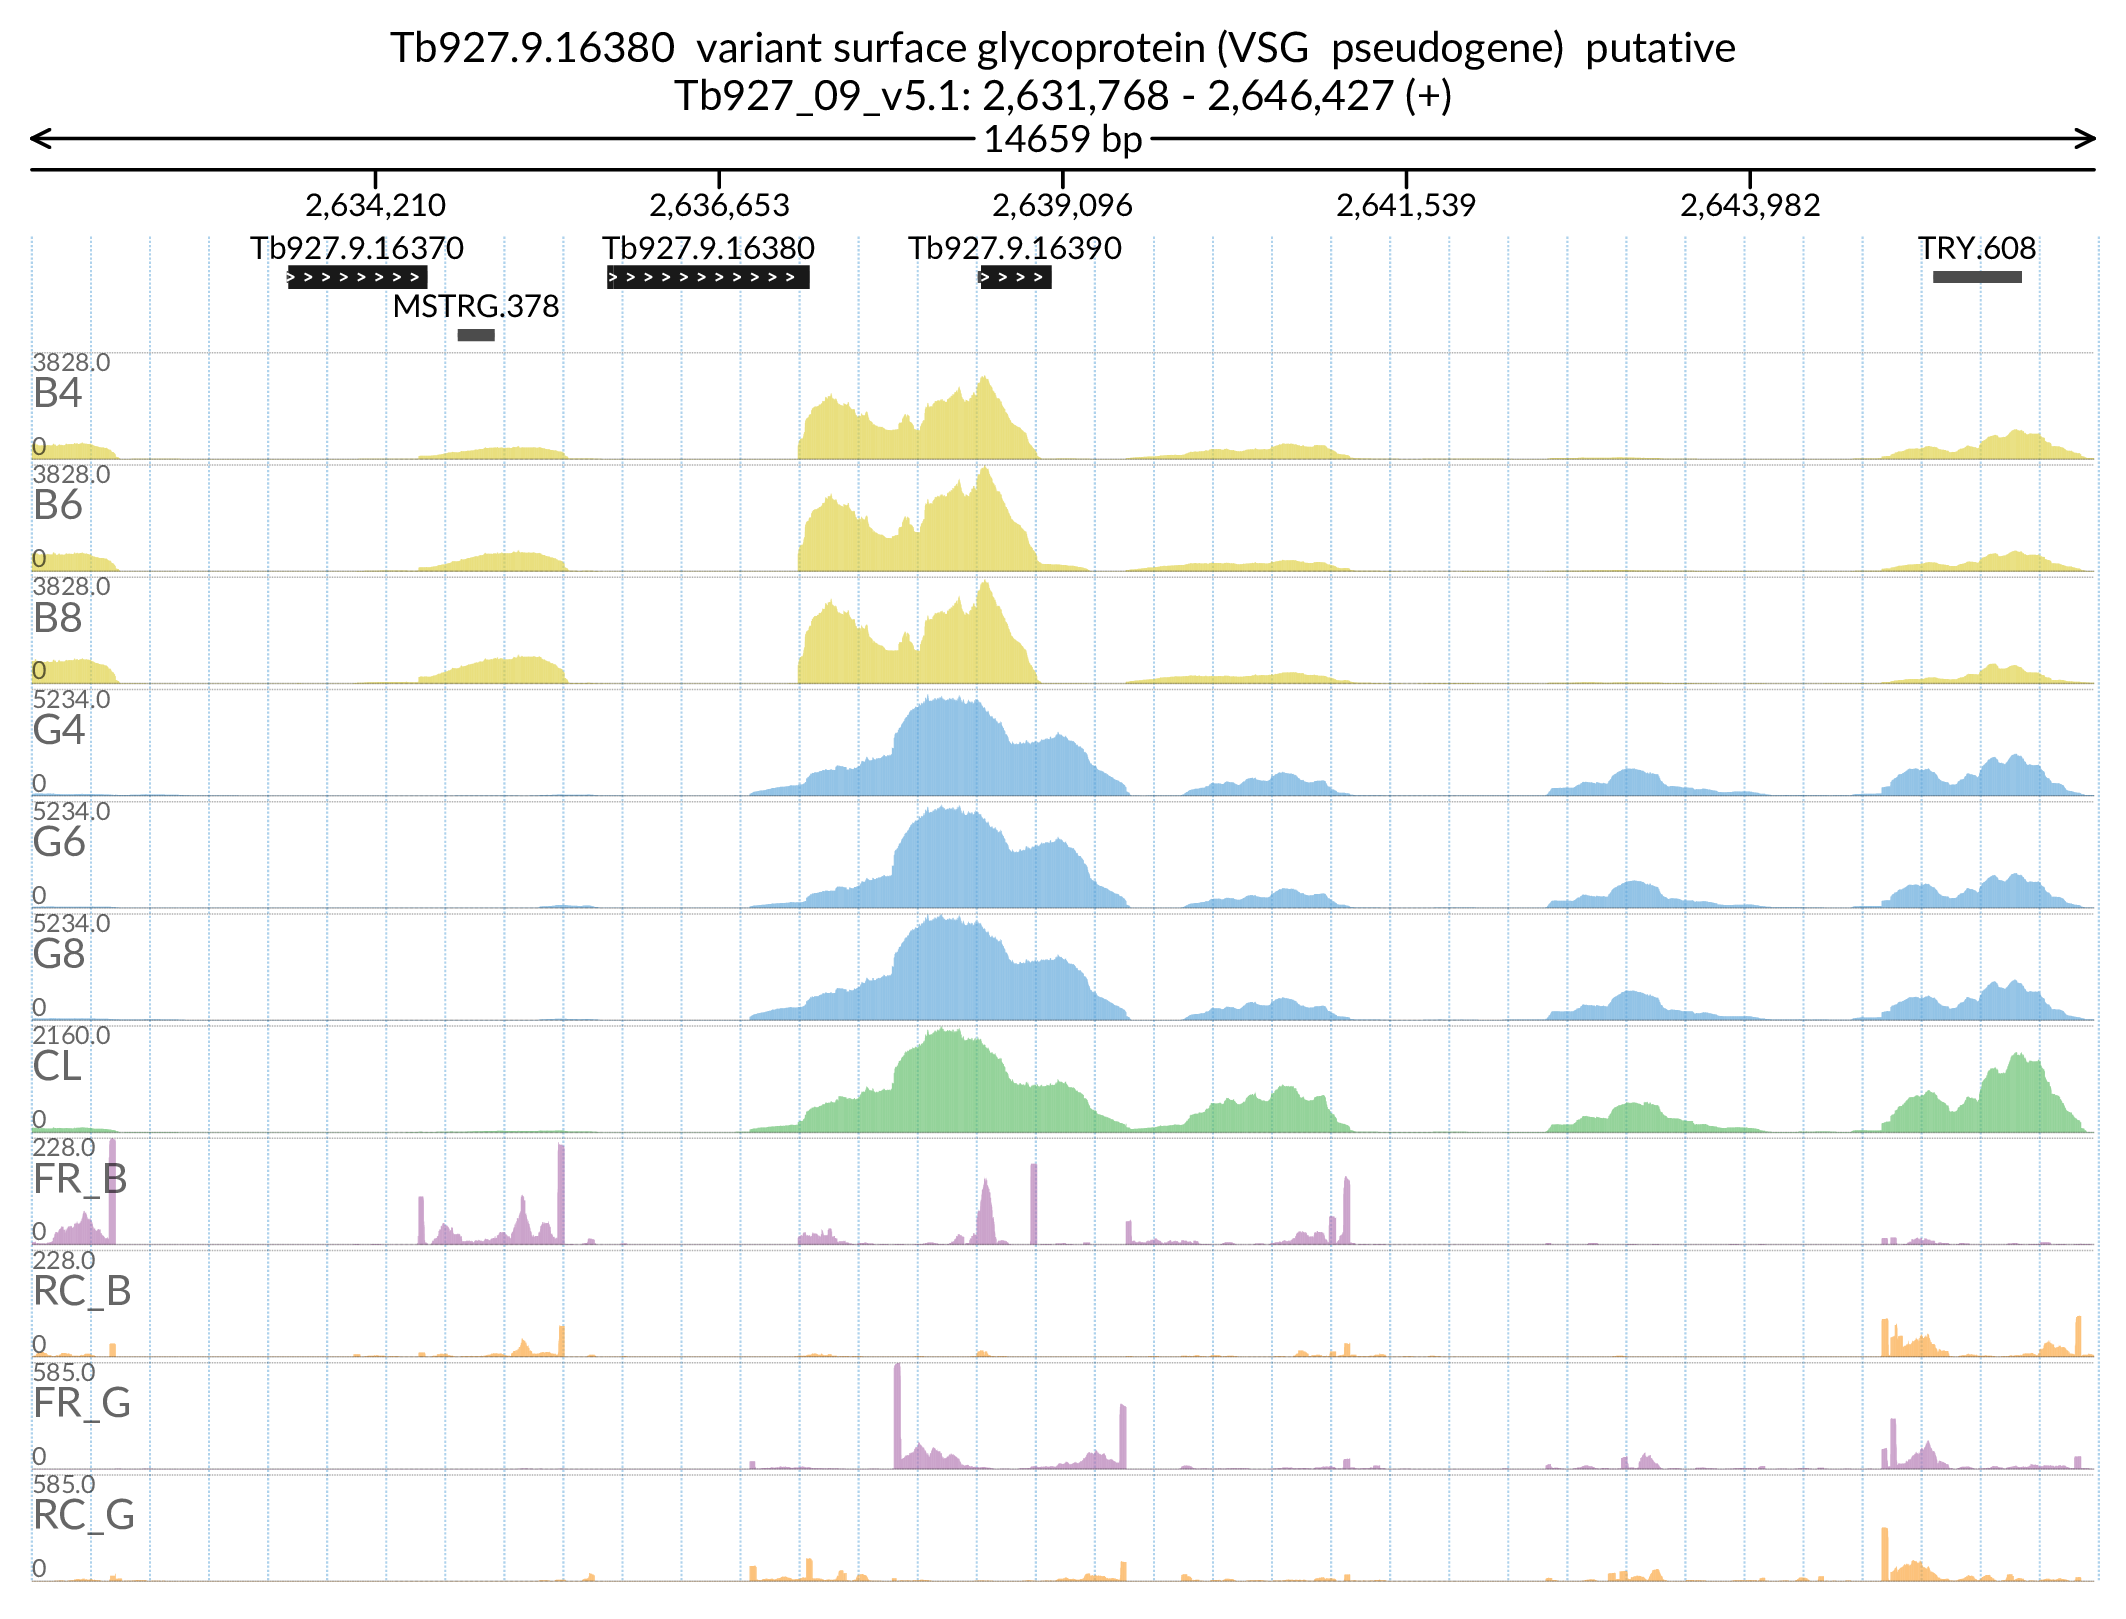 Tb927.9.16380  variant surface glycoprotein (VSG  pseudogene)  putative
Tb927_09_v5.1: 2,631,768 - 2,646,427 (+)
14659 bp
2,634,210 2,636,653 2,639,096 2,641,539 2,643,982
Tb927.9.16370 Tb927.9.16380 Tb927.9.16390 TRY.608
MSTRG.378
3828.0
B4
0
3828.0
B6
0
3828.0
B8
0
5234.0
G4
0
5234.0
G6
0
5234.0
G8
0
2160.0
CL
0
228.0
FR_B
0
228.0
RC_B
0
585.0
FR_G
0
585.0
RC_G
0